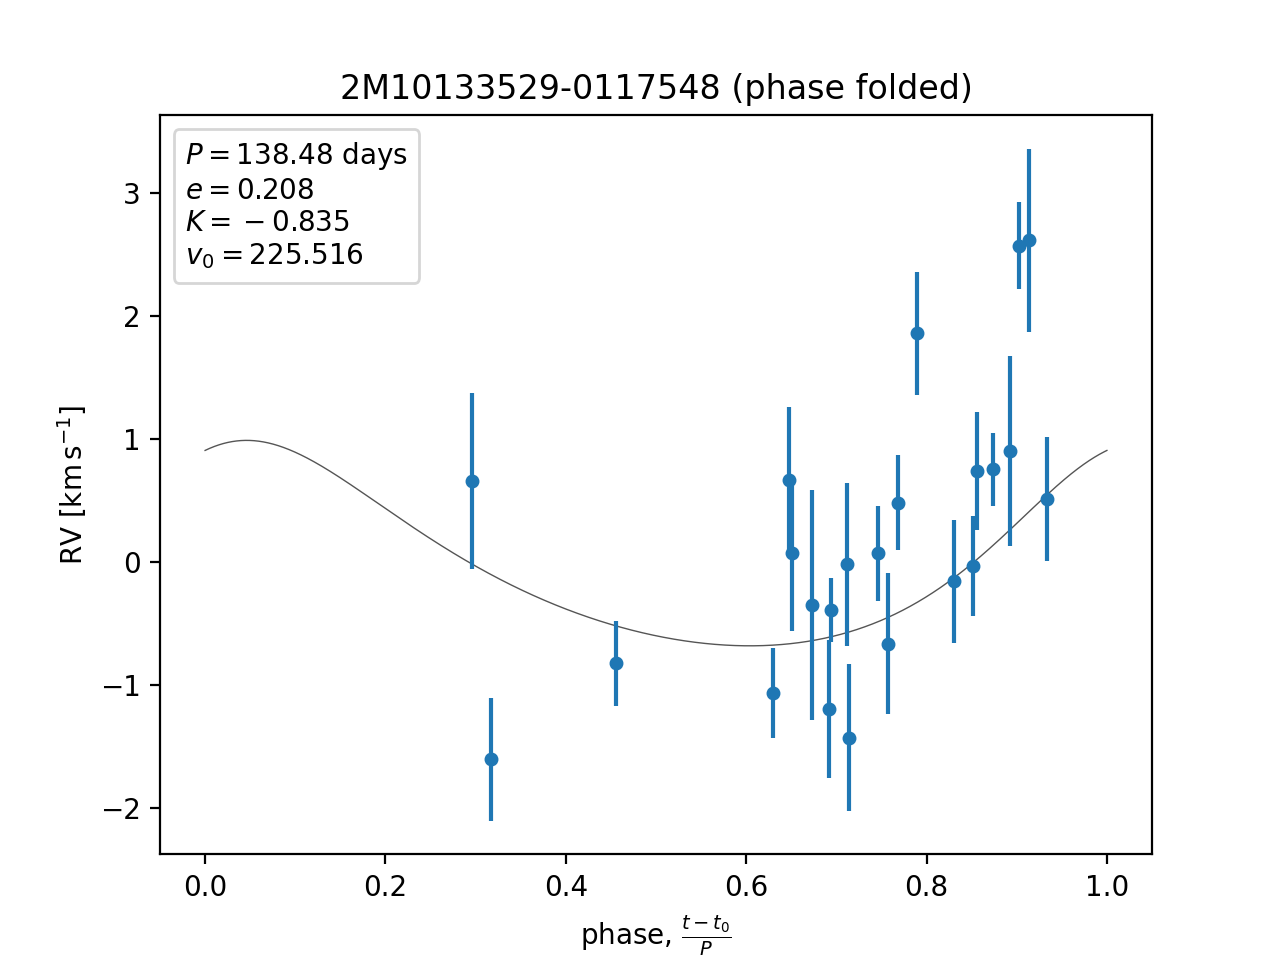 2M10133529-0117548 (phase folded)
P = 138.48 days
e = 0.208
K = −0.835
v₀ = 225.516
3
2
1
0
−1
−2
RV [km s⁻¹]
0.0 0.2 0.4 0.6 0.8 1.0
phase, (t − t₀)/P